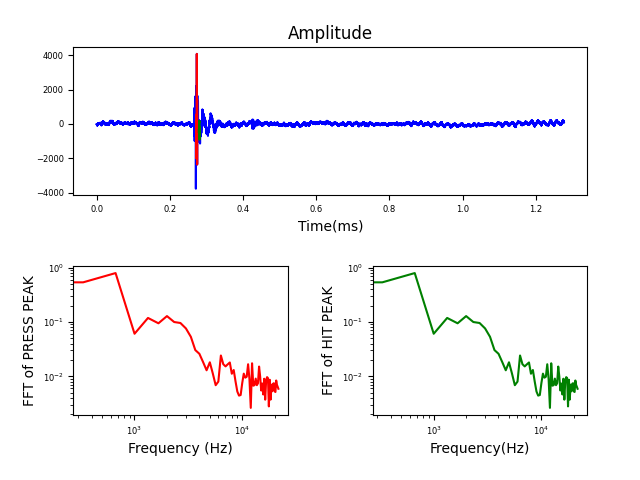 Amplitude
4000
2000
0
−2000
−4000
0.0 0.2 0.4 0.6 0.8 1.0 1.2
Time(ms)
FFT of PRESS PEAK
10⁰
10⁻¹
10⁻²
10³ 10⁴
Frequency (Hz)
FFT of HIT PEAK
10⁰
10⁻¹
10⁻²
10³ 10⁴
Frequency(Hz)